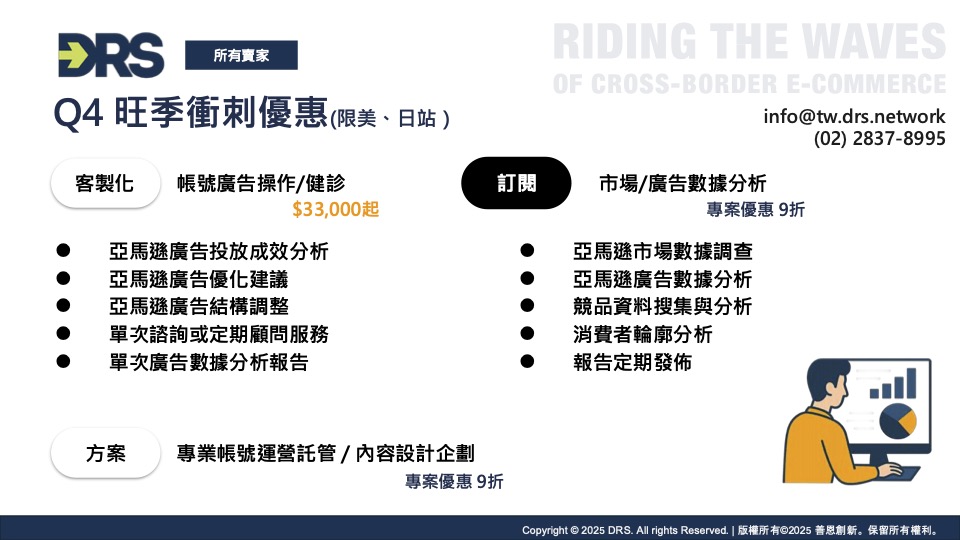 DRS
所有賣家
RIDING THE WAVES
OF CROSS-BORDER E-COMMERCE
Q4 旺季衝刺優惠(限美、日站)
info@tw.drs.network
(02) 2837-8995
客製化
帳號廣告操作/健診
$33,000起
● 亞馬遜廣告投放成效分析
● 亞馬遜廣告優化建議
● 亞馬遜廣告結構調整
● 單次諮詢或定期顧問服務
● 單次廣告數據分析報告
訂閱
市場/廣告數據分析
專案優惠 9折
● 亞馬遜市場數據調查
● 亞馬遜廣告數據分析
● 競品資料搜集與分析
● 消費者輪廓分析
● 報告定期發佈
方案
專業帳號運營託管 / 內容設計企劃
專案優惠 9折
Copyright © 2025 DRS. All rights Reserved. | 版權所有©2025 善恩創新。保留所有權利。